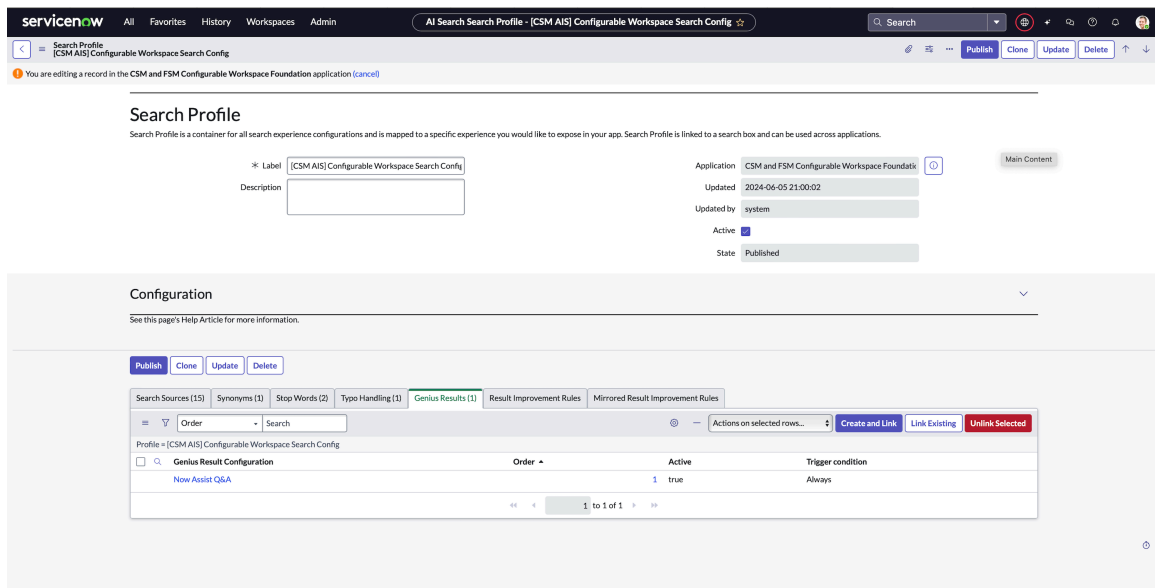 servicenow All Favorites History Workspaces Admin AI Search Search Profile - [CSM AIS] Configurable Workspace Search Config Search
Search Profile
[CSM AIS] Configurable Workspace Search Config
Publish Clone Update Delete
You are editing a record in the CSM and FSM Configurable Workspace Foundation application (cancel)
Search Profile
Search Profile is a container for all search experience configurations and is mapped to a specific experience you would like to expose in your app. Search Profile is linked to a search box and can be used across applications.
Label [CSM AIS] Configurable Workspace Search Config
Description
Application CSM and FSM Configurable Workspace Foundatic
Main Content
Updated 2024-06-05 21:00:02
Updated by system
Active
State Published
Configuration
See this page's Help Article for more information.
Publish Clone Update Delete
Search Sources (15) Synonyms (1) Stop Words (2) Typo Handling (1) Genius Results (1) Result Improvement Rules Mirrored Result Improvement Rules
Order Search Actions on selected rows... Create and Link Link Existing Unlink Selected
Profile = [CSM AIS] Configurable Workspace Search Config
Genius Result Configuration Order Active Trigger condition
Now Assist Q&A 1 true Always
1 to 1 of 1